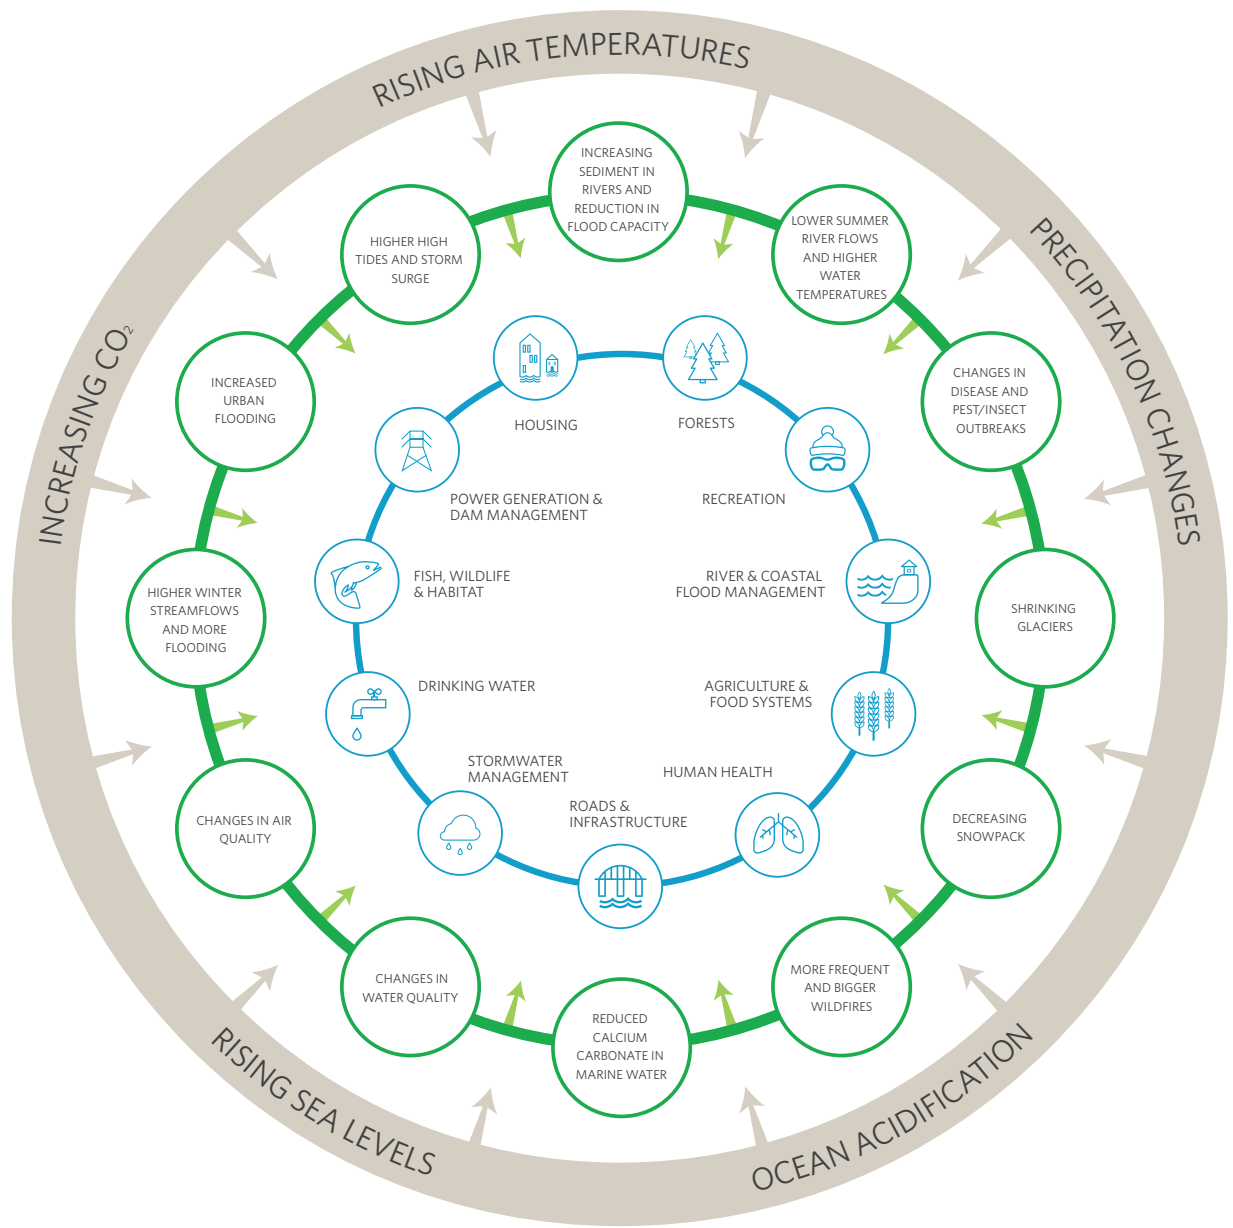 RISING AIR TEMPERATURES
PRECIPITATION CHANGES
OCEAN ACIDIFICATION
RISING SEA LEVELS
INCREASING CO₂
INCREASING
SEDIMENT IN
RIVERS AND
REDUCTION IN
FLOOD CAPACITY
LOWER SUMMER
RIVER FLOWS
AND HIGHER
WATER
TEMPERATURES
CHANGES IN
DISEASE AND
PEST/INSECT
OUTBREAKS
SHRINKING
GLACIERS
DECREASING
SNOWPACK
MORE FREQUENT
AND BIGGER
WILDFIRES
REDUCED
CALCIUM
CARBONATE IN
MARINE WATER
CHANGES IN
WATER QUALITY
CHANGES IN AIR
QUALITY
HIGHER WINTER
STREAMFLOWS
AND MORE
FLOODING
INCREASED
URBAN
FLOODING
HIGHER HIGH
TIDES AND STORM
SURGE
HOUSING
FORESTS
RECREATION
RIVER & COASTAL
FLOOD MANAGEMENT
AGRICULTURE &
FOOD SYSTEMS
HUMAN HEALTH
ROADS &
INFRASTRUCTURE
STORMWATER
MANAGEMENT
DRINKING WATER
FISH, WILDLIFE
& HABITAT
POWER GENERATION &
DAM MANAGEMENT